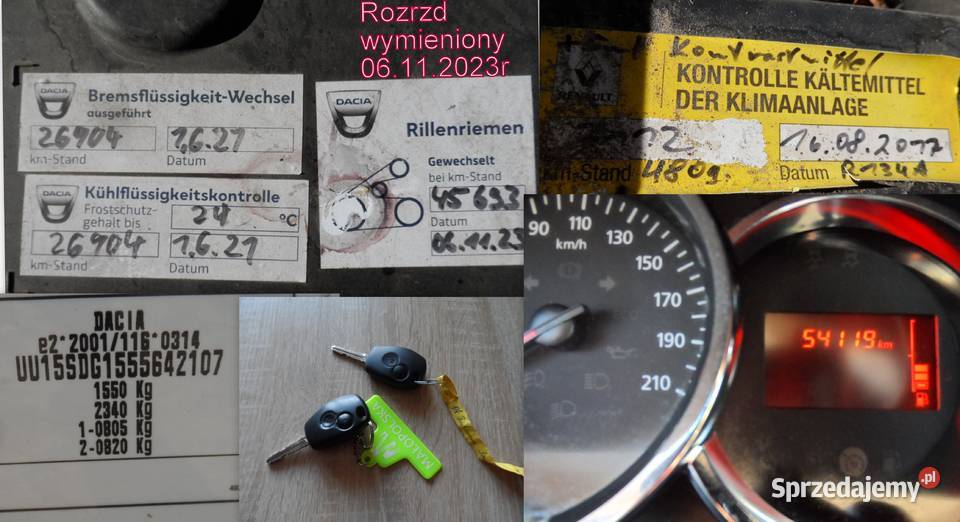 Rozrzd
wymieniony
06.11.2023r
DACIA
Bremsflüssigkeit-Wechsel
ausgeführt
26904 1.6.21
km-Stand Datum
DACIA
Kühlflüssigkeitskontrolle
Frostschutz-
gehalt bis 24 °C
26904 1.6.21
km-Stand Datum
DACIA
Rillenriemen
Gewechselt
bei km-Stand
45693
Datum
06.11.23
RENAULT
Kontrastmittel
KONTROLLE KÄLTEMITTEL
DER KLIMAANLAGE
16.08.2017
km-Stand 480g. Datum R134A
DACIA
e2*2001/116*0314
UU15SDG1555642107
1550 Kg
2340 Kg
1-0805 Kg
2-0820 Kg
MAŁOPOLSKA
90 110 130 150 170 190 210
km/h
54119 km
Sprzedajemy.pl